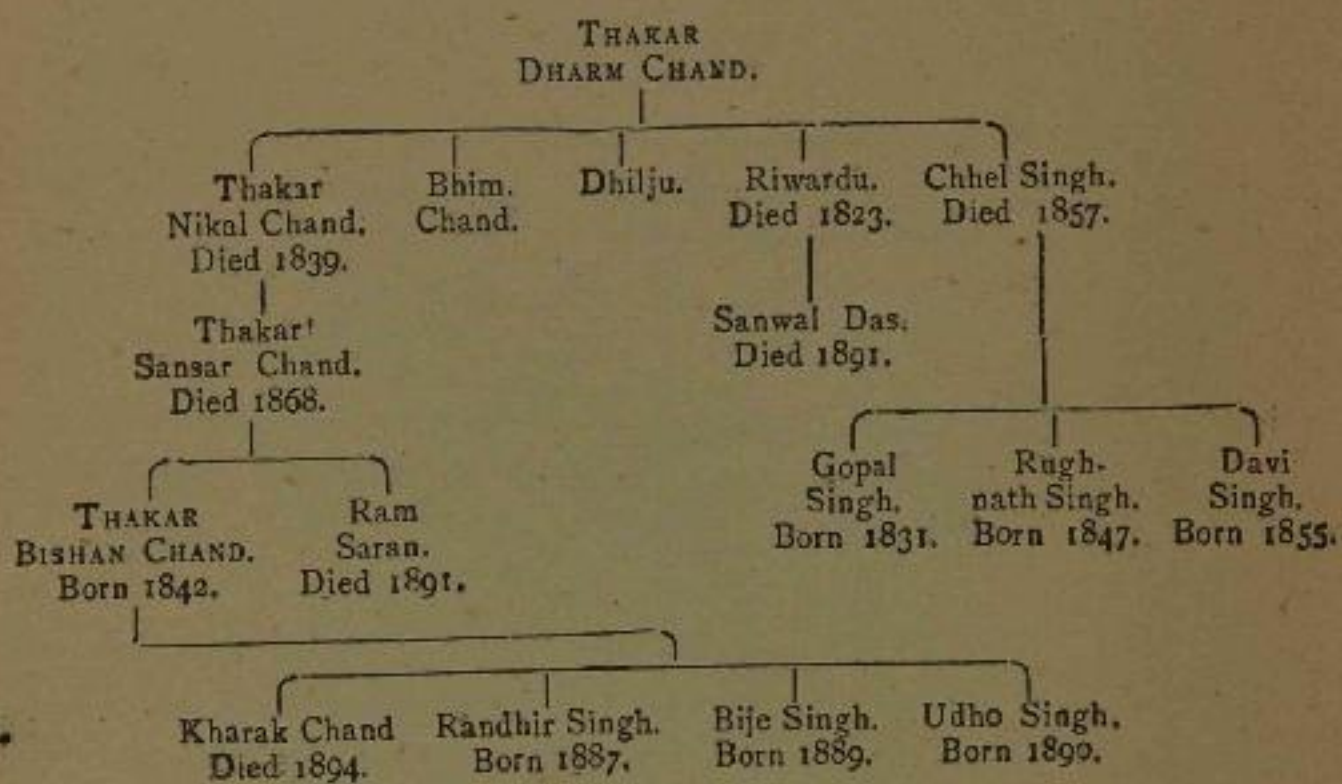 THAKAR
DHARM CHAND.
Thakar
Nikal Chand.
Died 1839.
Bhim.
Chand.
Dhilju.
Riwardu.
Died 1823.
Chhel Singh.
Died 1857.
Thakar
Sansar Chand.
Died 1868.
Sanwal Das.
Died 1891.
Gopal
Singh.
Born 1831.
Rugh-
nath Singh.
Born 1847.
Davi
Singh.
Born 1855.
THAKAR
BISHAN CHAND.
Born 1842.
Ram
Saran.
Died 1891.
Kharak Chand
Died 1894.
Randhir Singh.
Born 1887.
Bije Singh.
Born 1889.
Udho Singh.
Born 1890.